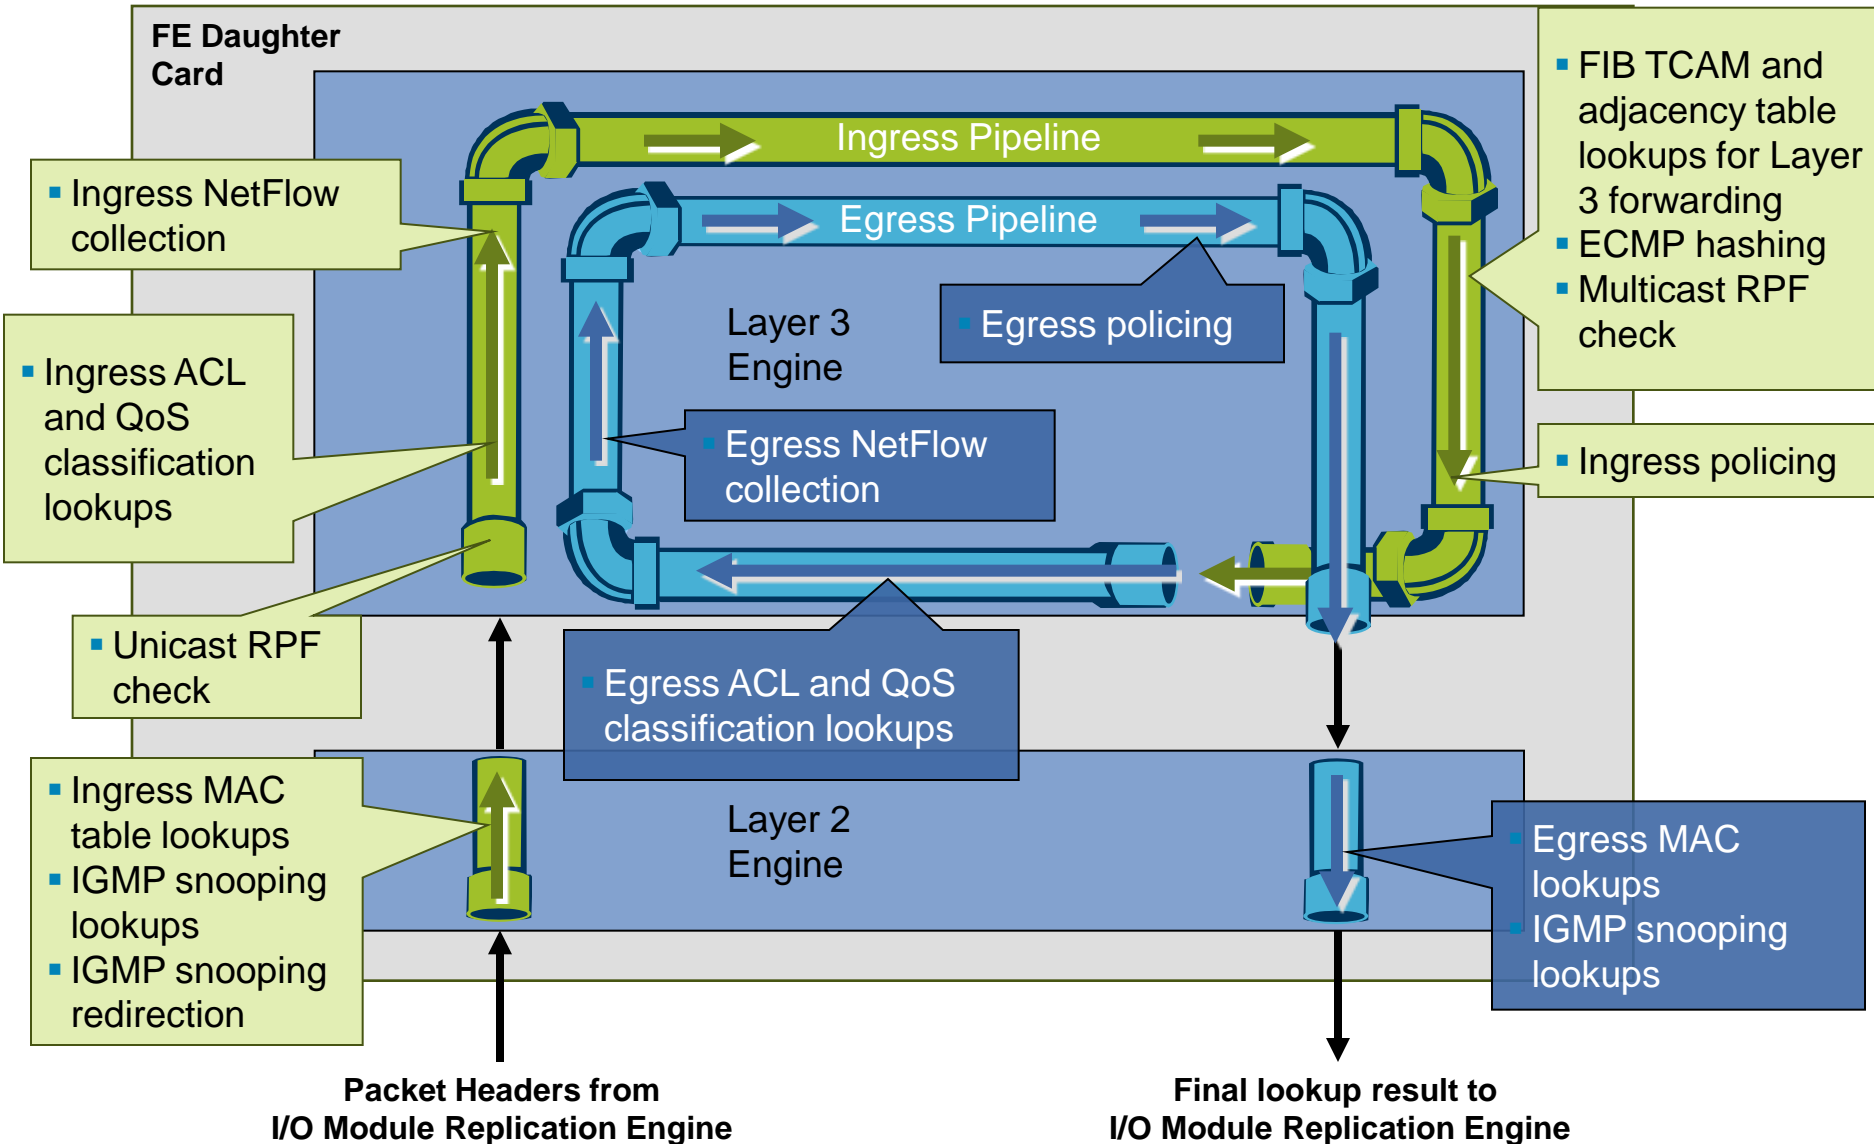 FE Daughter
Card
Ingress Pipeline
Egress Pipeline
▪ FIB TCAM and
adjacency table
lookups for Layer
3 forwarding
▪ ECMP hashing
▪ Multicast RPF
check
▪ Ingress NetFlow
collection
Layer 3
Engine
▪ Egress policing
▪ Ingress ACL
and QoS
classification
lookups
▪ Egress NetFlow
collection
▪ Ingress policing
▪ Unicast RPF
check
▪ Egress ACL and QoS
classification lookups
▪ Ingress MAC
table lookups
▪ IGMP snooping
lookups
▪ IGMP snooping
redirection
Layer 2
Engine
▪ Egress MAC
lookups
▪ IGMP snooping
lookups
Packet Headers from
I/O Module Replication Engine
Final lookup result to
I/O Module Replication Engine